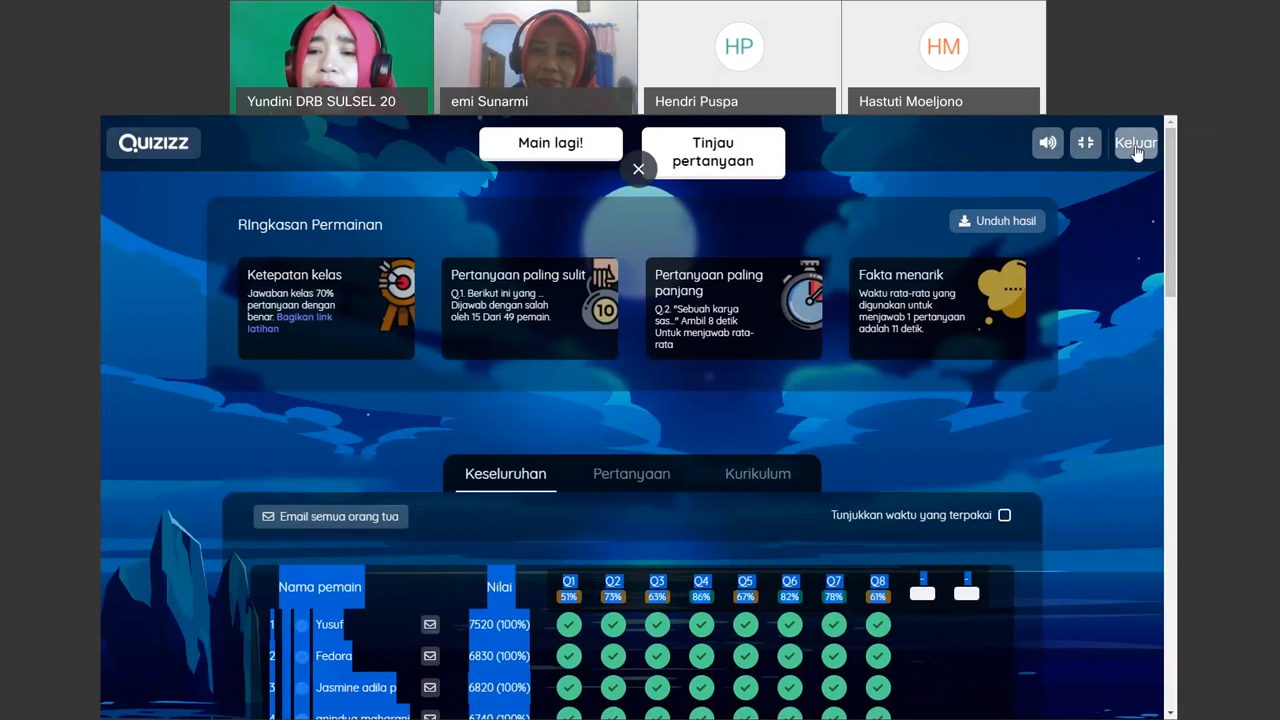 HP
HM
Yundini DRB SULSEL 20
emi Sunarmi
Hendri Puspa
Hastuti Moeljono
QUIZIZZ
Main lagi!
Tinjau
pertanyaan
Keluar
RIngkasan Permainan
Unduh hasil
Ketepatan kelas
Jawaban kelas 70%
pertanyaan dengan
benar. Bagikan link
latihan
Pertanyaan paling sulit
Q.1. Berikut ini yang ...
Dijawab dengan salah
oleh 15 Dari 49 pemain.
10
Pertanyaan paling
panjang
Q.2. "Sebuah karya
sas..." Ambil 8 detik
Untuk menjawab rata-
rata
Fakta menarik
Waktu rata-rata yang
digunakan untuk
menjawab 1 pertanyaan
adalah 11 detik.
Keseluruhan
Pertanyaan
Kurikulum
Email semua orang tua
Tunjukkan waktu yang terpakai
Nama pemain Nilai Q1 Q2 Q3 Q4 Q5 Q6 Q7 Q8 - -
51% 73% 63% 86% 67% 82% 78% 61%
1 Yusuf 7520 (100%)
2 Fedora 6830 (100%)
3 Jasmine adila p 6820 (100%)
4 anindya maharani 6740 (100%)